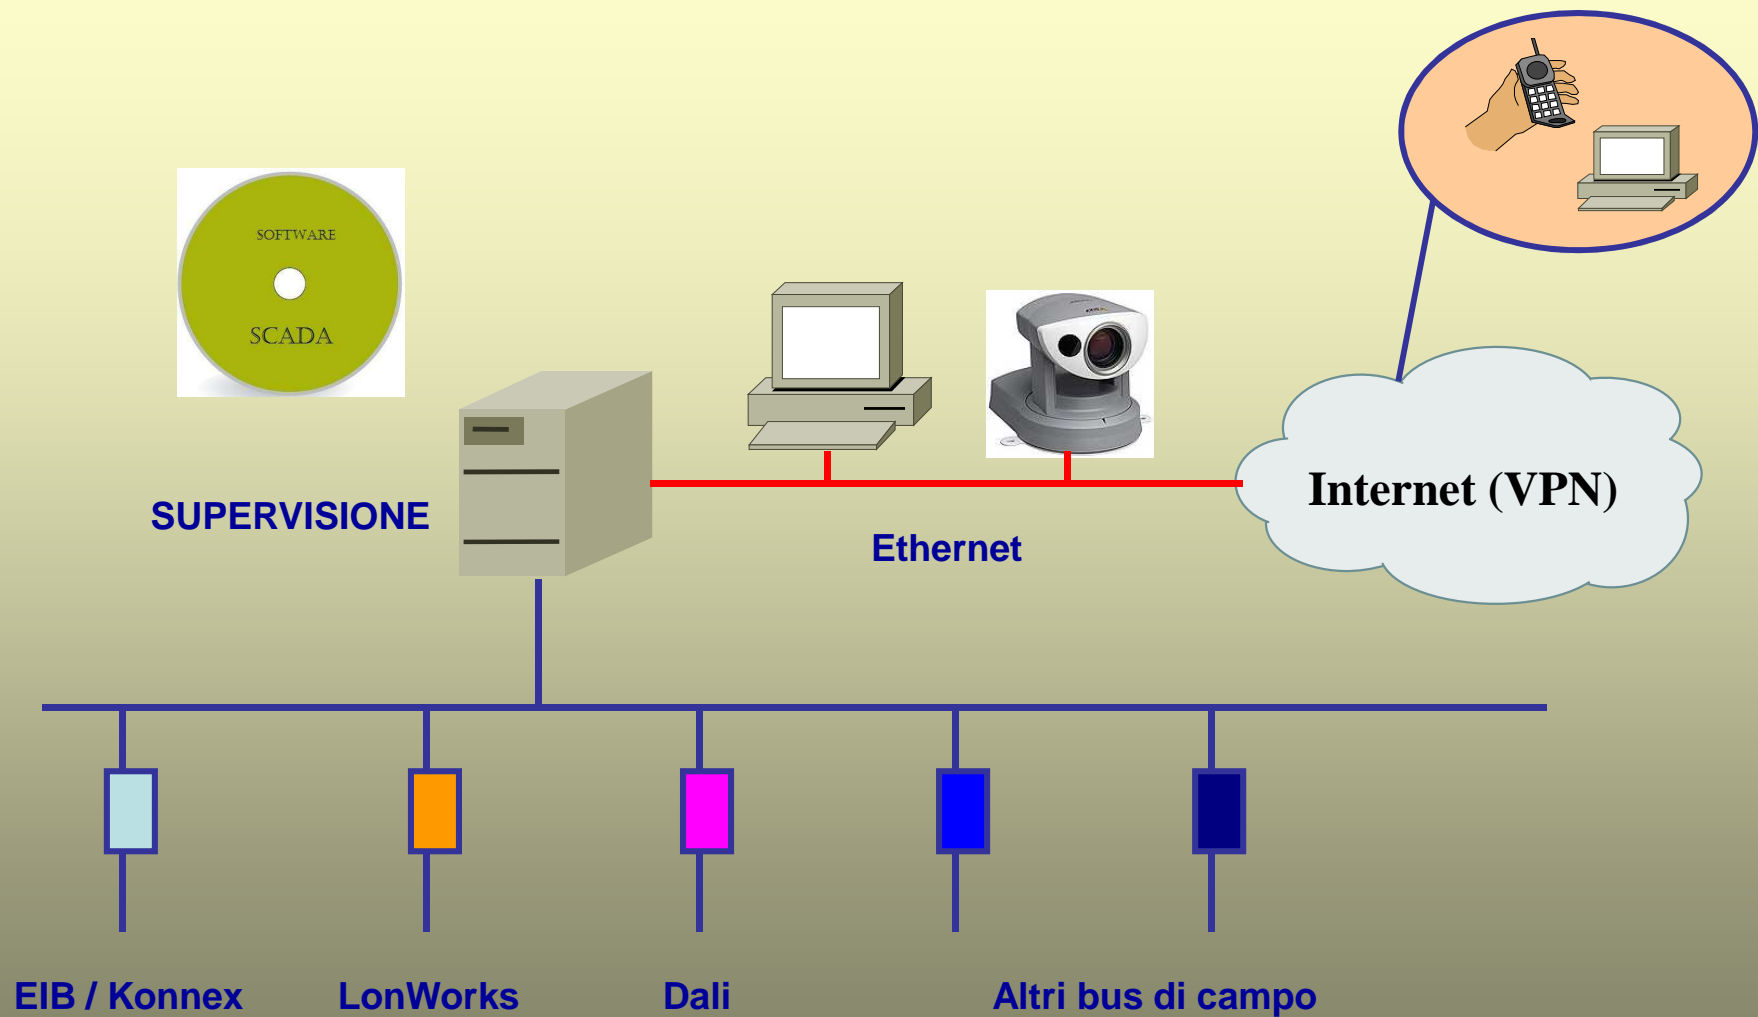 SOFTWARE
SCADA
SUPERVISIONE
Ethernet
Internet (VPN)
EIB / Konnex
LonWorks
Dali
Altri bus di campo